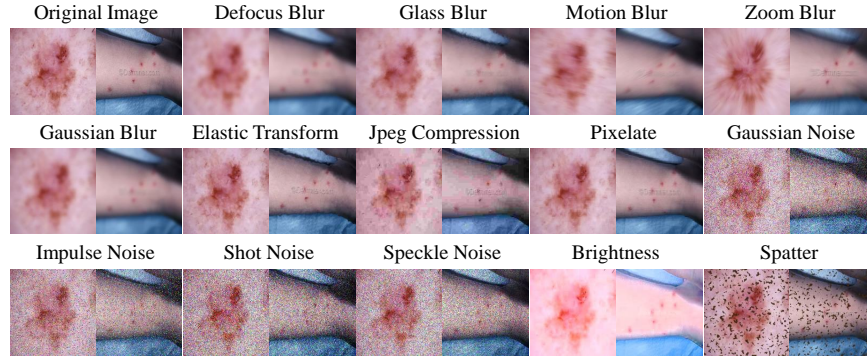 Original Image Defocus Blur Glass Blur Motion Blur Zoom Blur
Gaussian Blur Elastic Transform Jpeg Compression Pixelate Gaussian Noise
Impulse Noise Shot Noise Speckle Noise Brightness Spatter